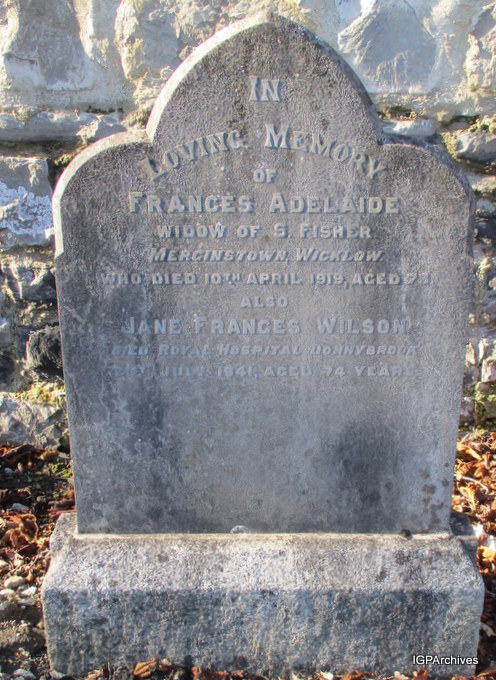 IN
LOVING MEMORY
OF
FRANCES ADELAIDE
WIDOW OF S. FISHER
MERGINSTOWN, WICKLOW.
WHO DIED 10TH APRIL 1919, AGED 73.
ALSO
JANE FRANCES WILSON
DIED ROYAL HOSPITAL DONNYBROOK
JULY 1941, AGED 74 YEARS
IGPArchives